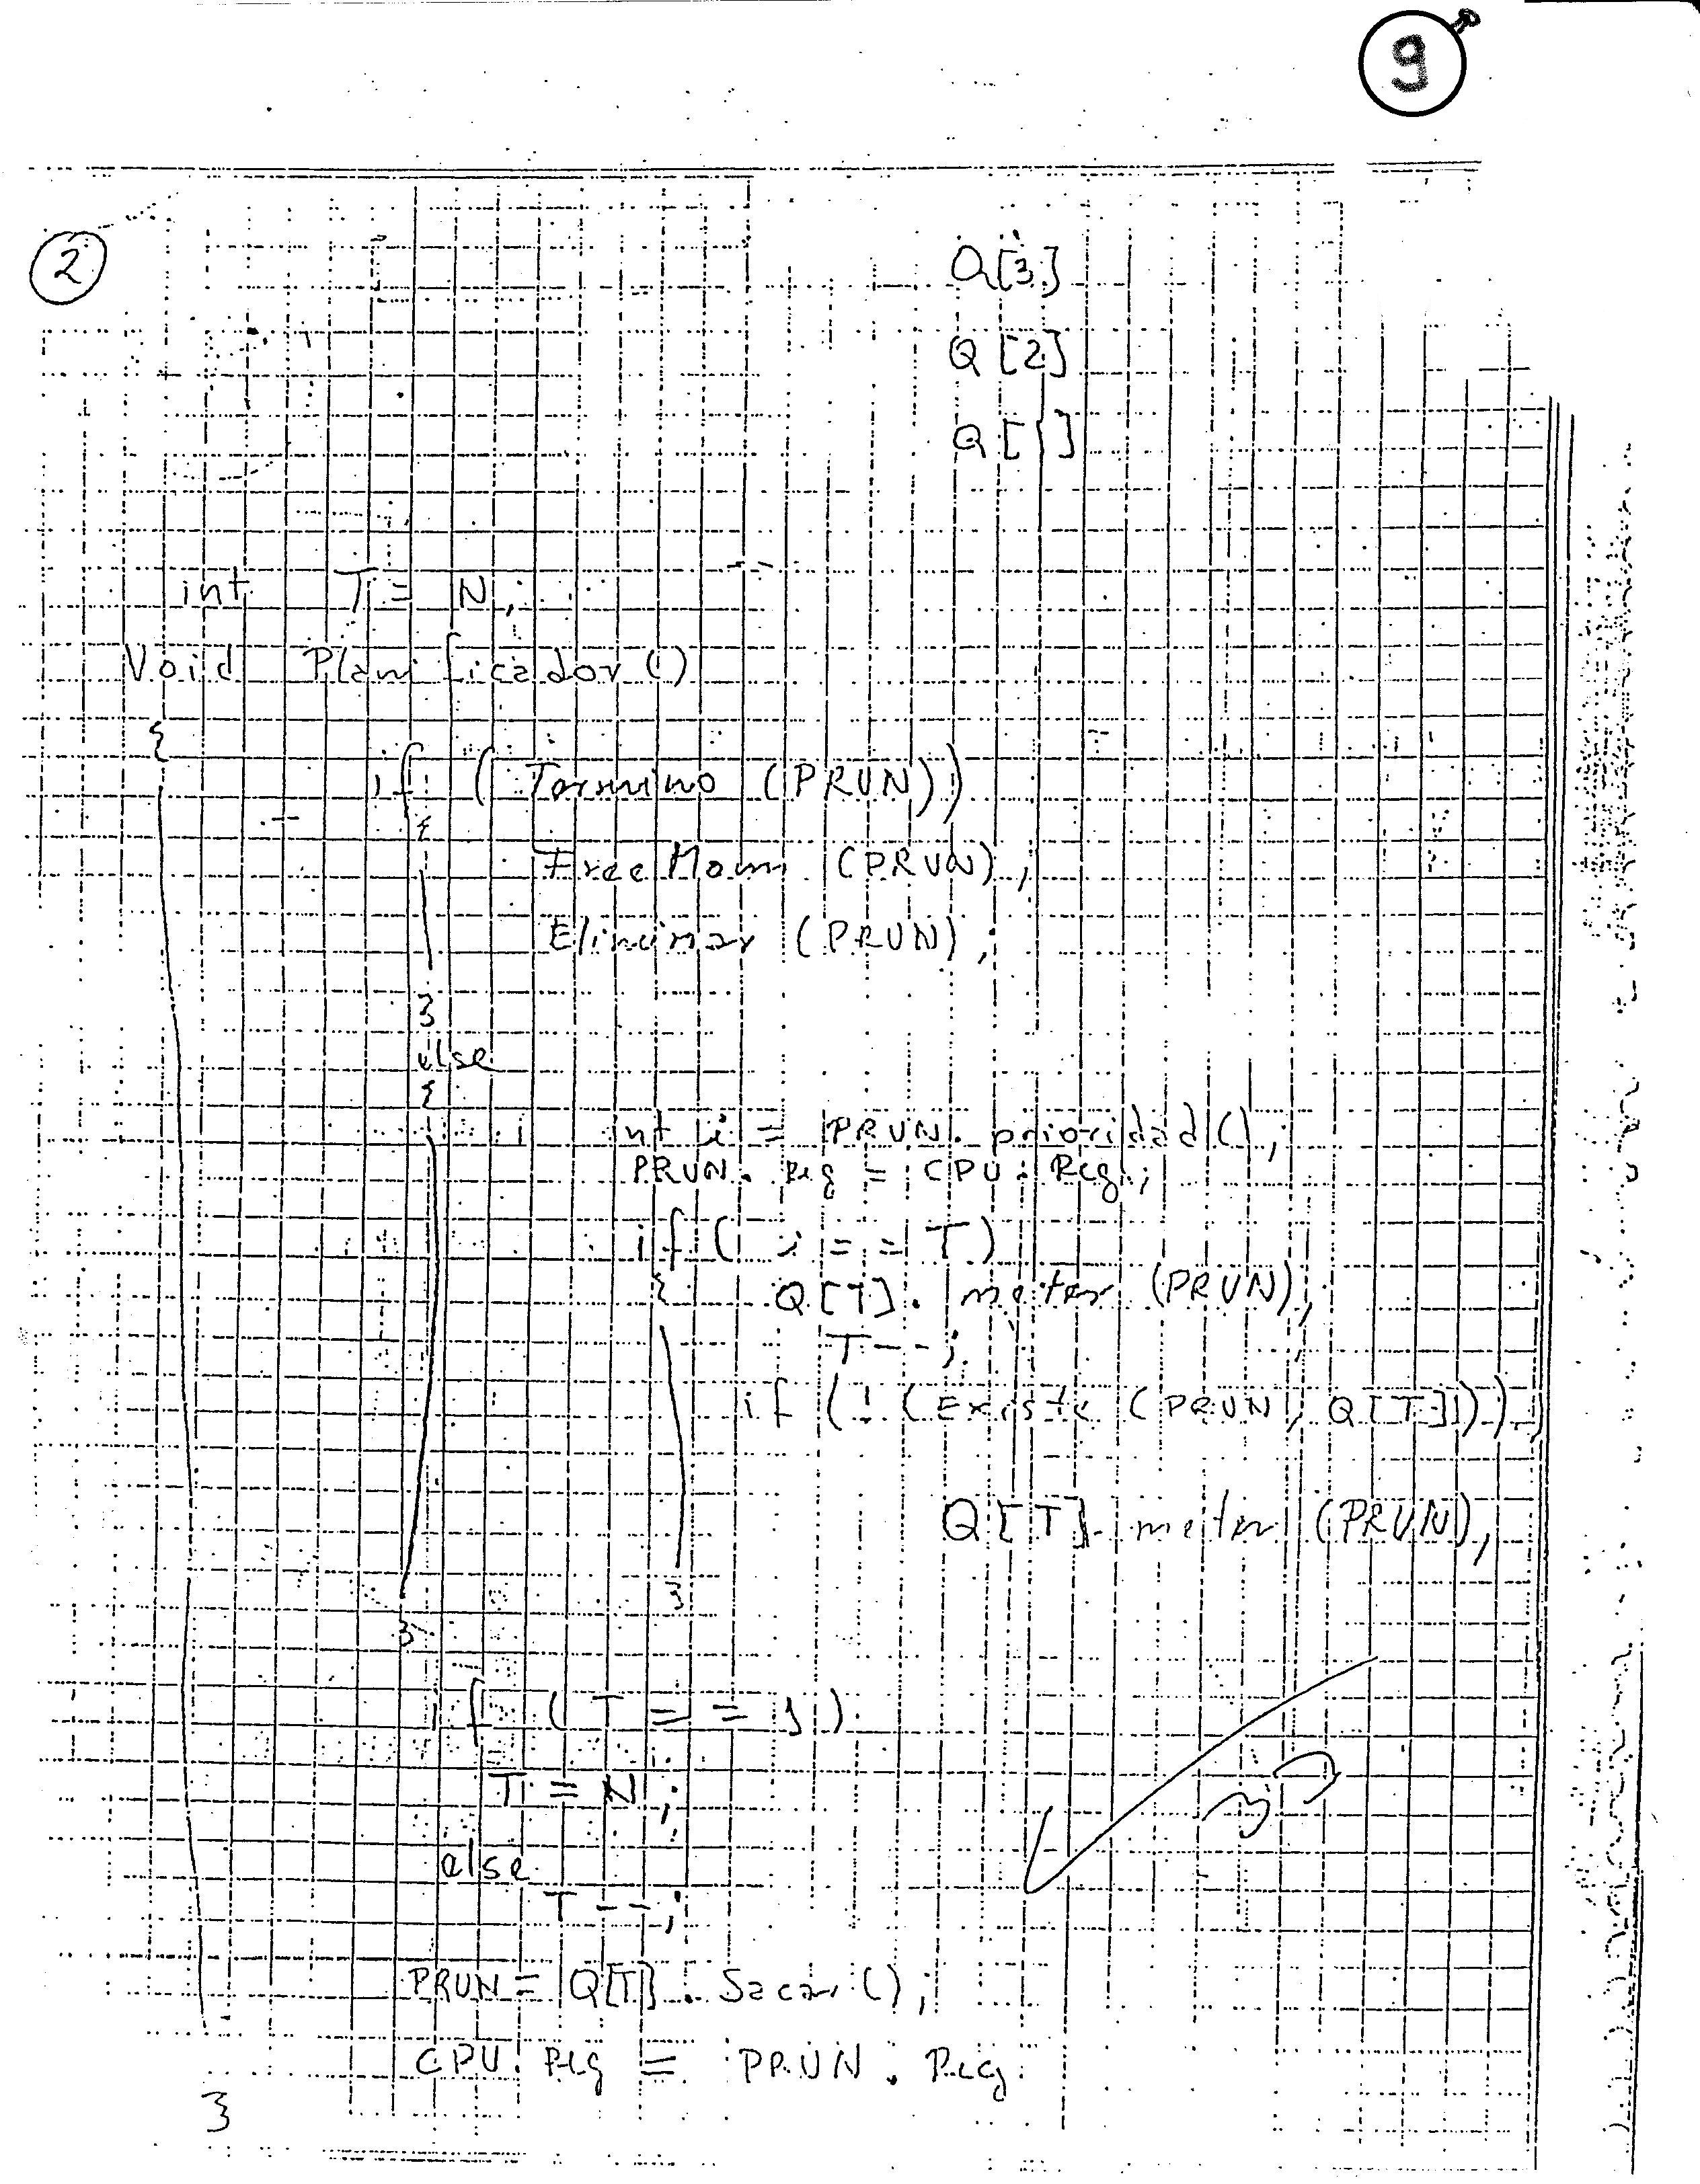 9
2
Q[3]
Q[2]
Q[1]
int T = N;
Void Planificador()
{
if (Termino (PRUN))
{
Free Mem (PRUN);
Eliminar (PRUN);
}
else
{
int i = PRUN. prioridad();
PRUN. Reg = CPU. Reg;
if ( i == T)
{
Q[T]. meter (PRUN);
T--;
if (! (Existe (PRUN, Q[T])))
Q[T]. meter (PRUN);
}
}
if ( T == 1)
T = N;
else
T--;
PRUN = Q[T]. Sacar();
CPU. Reg = PRUN. Reg
}